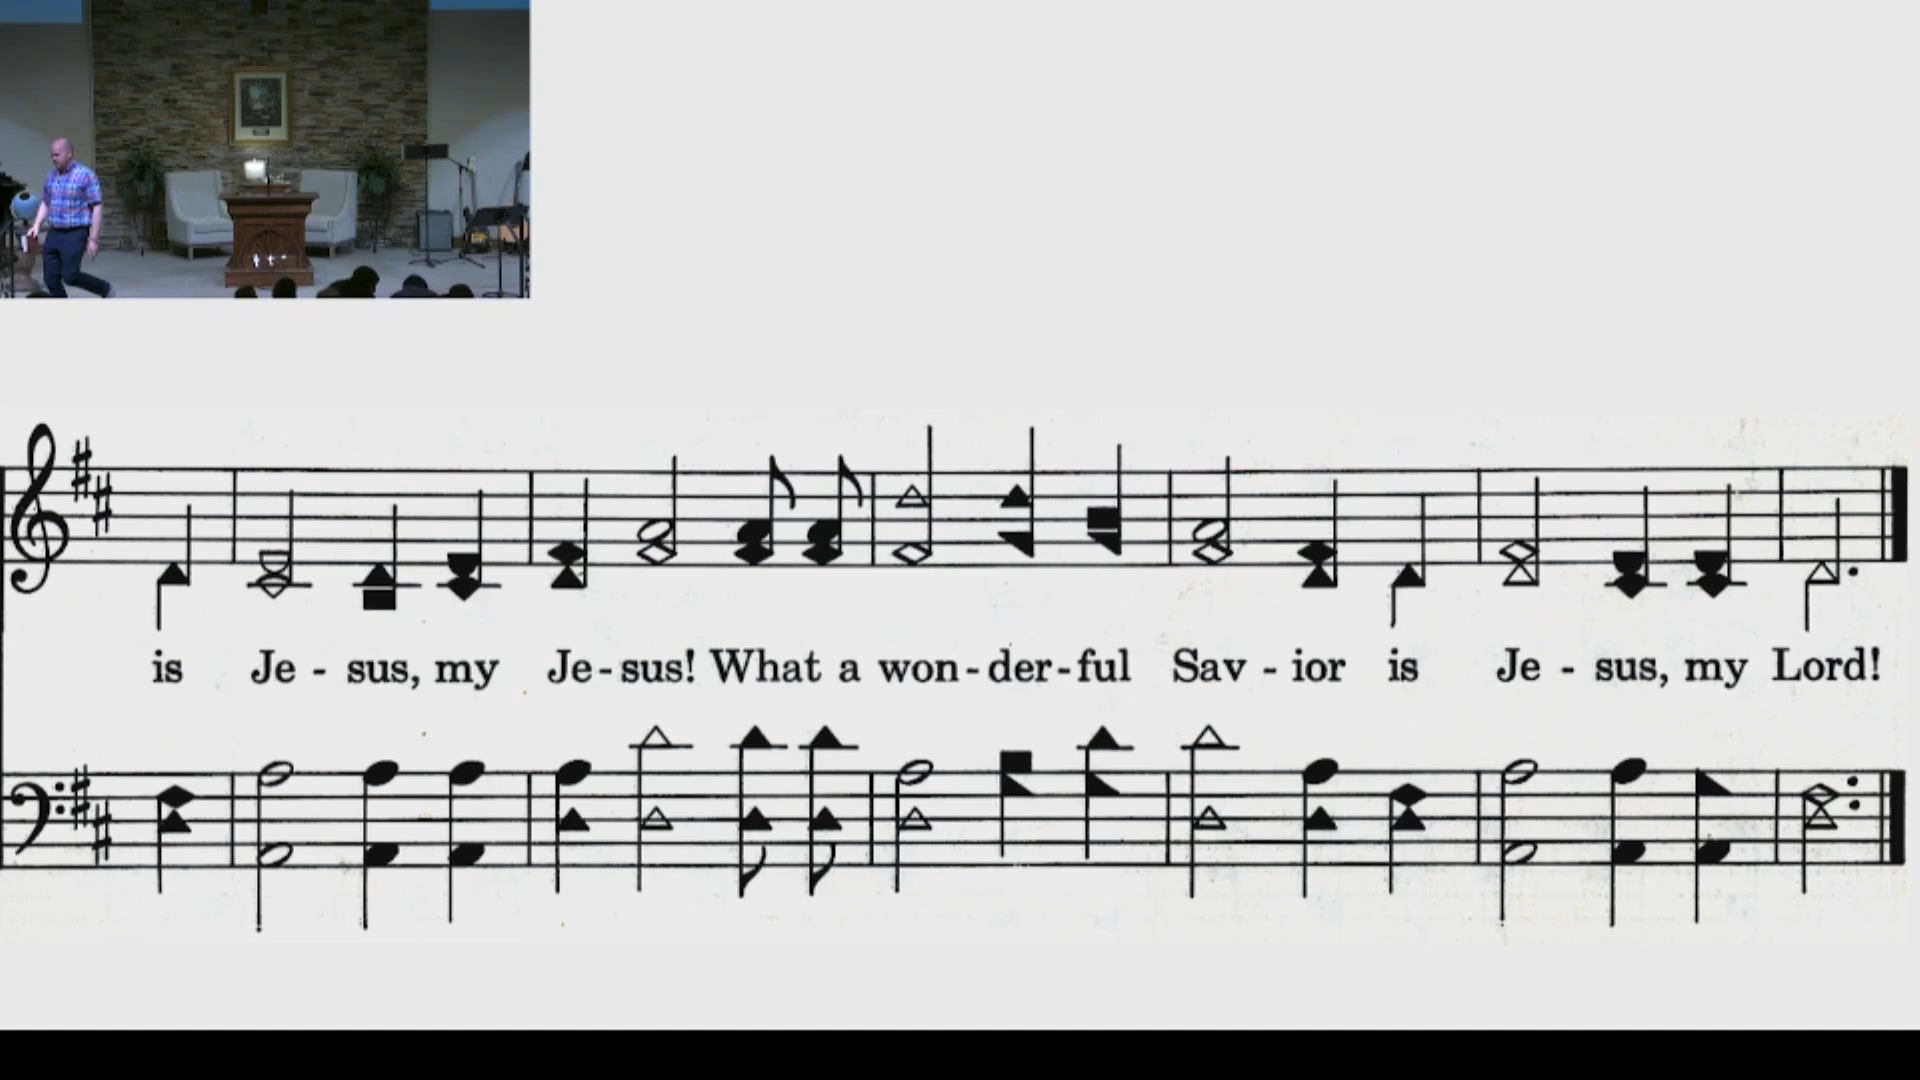 is Je - sus, my Je - sus! What a won - der - ful Sav - ior is Je - sus, my Lord!